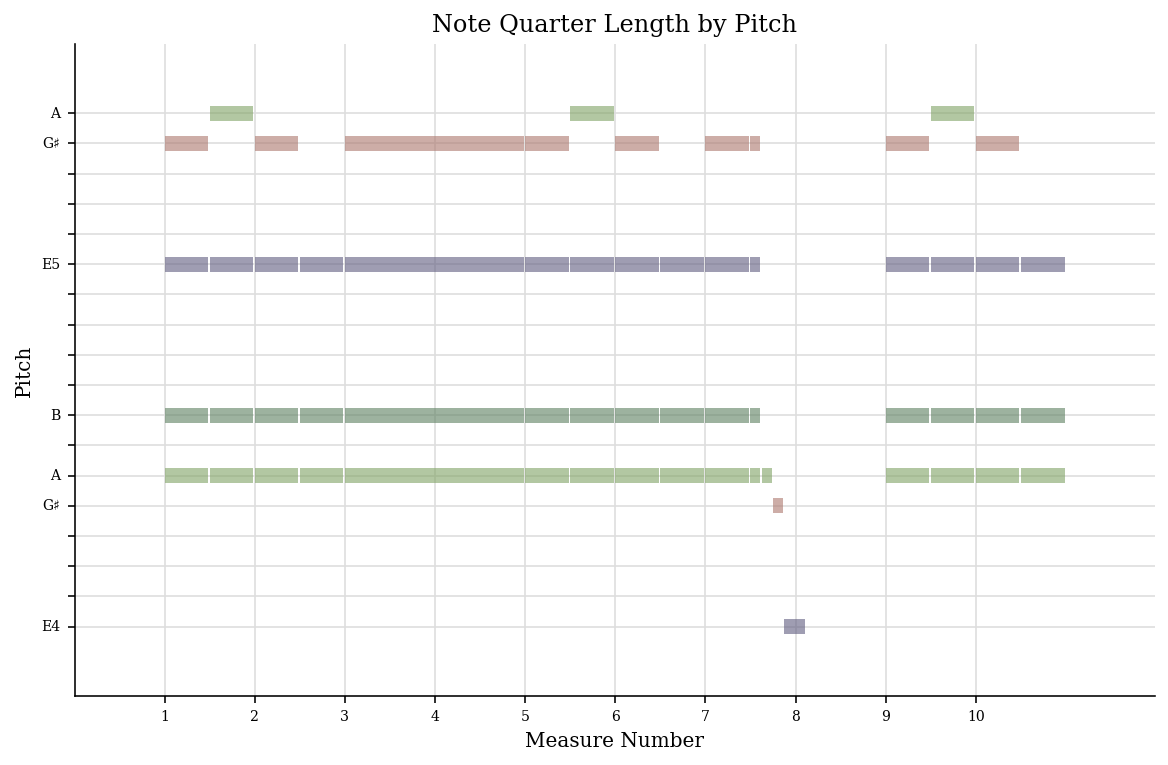 Note Quarter Length by Pitch
A
G♯
E5
B
A
G♯
E4
Pitch
1 2 3 4 5 6 7 8 9 10
Measure Number